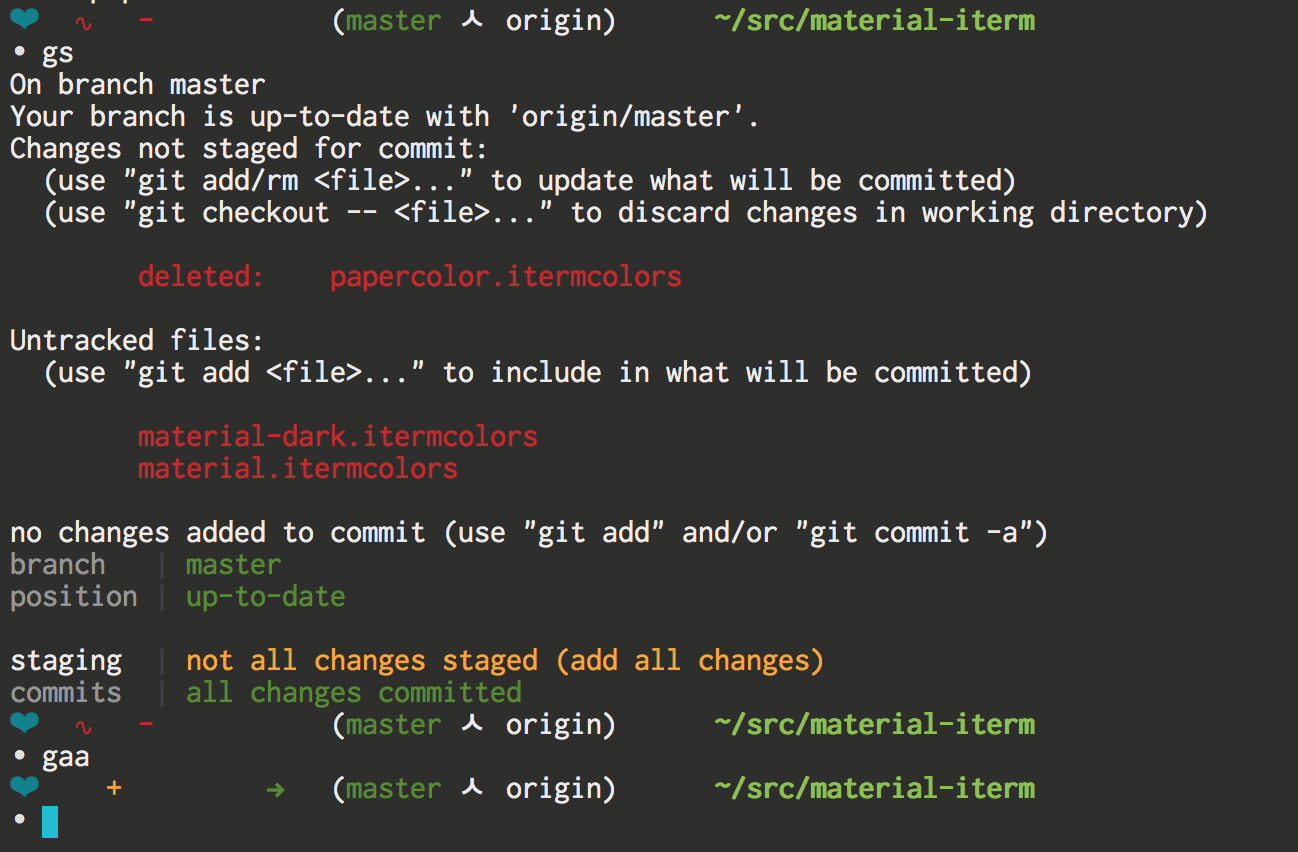 ❤ ∿ − (master ㅅ origin) ~/src/material-iterm
• gs
On branch master
Your branch is up-to-date with 'origin/master'.
Changes not staged for commit:
(use "git add/rm <file>..." to update what will be committed)
(use "git checkout -- <file>..." to discard changes in working directory)
deleted: papercolor.itermcolors
Untracked files:
(use "git add <file>..." to include in what will be committed)
material-dark.itermcolors
material.itermcolors
no changes added to commit (use "git add" and/or "git commit -a")
branch | master
position | up-to-date
staging | not all changes staged (add all changes)
commits | all changes committed
❤ ∿ − (master ㅅ origin) ~/src/material-iterm
• gaa
❤ + → (master ㅅ origin) ~/src/material-iterm
•